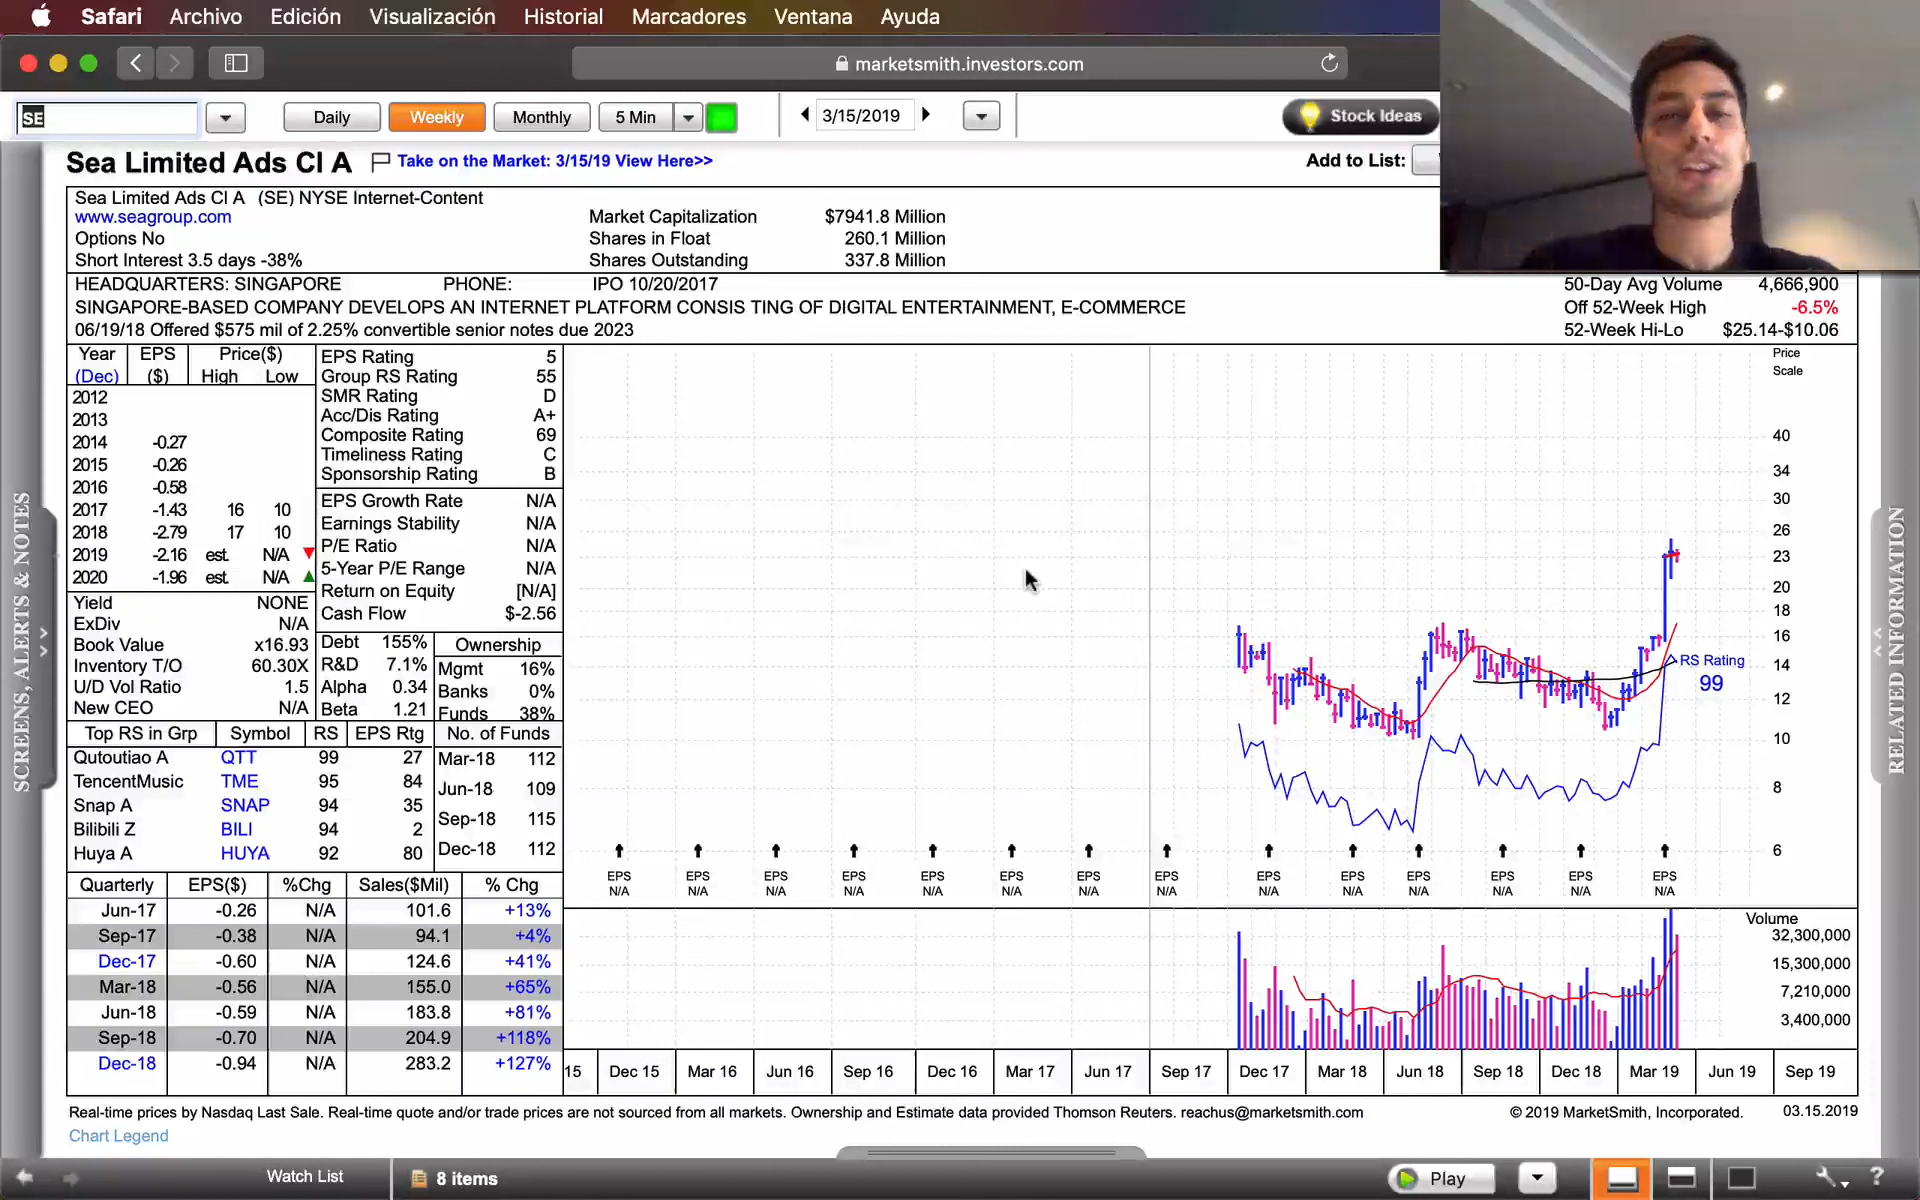 Safari Archivo Edición Visualización Historial Marcadores Ventana Ayuda
marketsmith.investors.com
SE Daily Weekly Monthly 5 Min 3/15/2019 Stock Ideas
Sea Limited Ads Cl A Take on the Market: 3/15/19 View Here>> Add to List:
Sea Limited Ads Cl A (SE) NYSE Internet-Content
www.seagroup.com Market Capitalization $7941.8 Million
Options No Shares in Float 260.1 Million
Short Interest 3.5 days -38% Shares Outstanding 337.8 Million
HEADQUARTERS: SINGAPORE PHONE: IPO 10/20/2017 50-Day Avg Volume 4,666,900
SINGAPORE-BASED COMPANY DEVELOPS AN INTERNET PLATFORM CONSIS TING OF DIGITAL ENTERTAINMENT, E-COMMERCE Off 52-Week High -6.5%
06/19/18 Offered $575 mil of 2.25% convertible senior notes due 2023 52-Week Hi-Lo $25.14-$10.06
Year EPS Price($)
(Dec) ($) High Low
2012
2013
2014 -0.27
2015 -0.26
2016 -0.58
2017 -1.43 16 10
2018 -2.79 17 10
2019 -2.16 est. N/A
2020 -1.96 est. N/A
Yield NONE
ExDiv N/A
Book Value x16.93
Inventory T/O 60.30X
U/D Vol Ratio 1.5
New CEO N/A
EPS Rating 5
Group RS Rating 55
SMR Rating D
Acc/Dis Rating A+
Composite Rating 69
Timeliness Rating C
Sponsorship Rating B
EPS Growth Rate N/A
Earnings Stability N/A
P/E Ratio N/A
5-Year P/E Range N/A
Return on Equity [N/A]
Cash Flow $-2.56
Debt 155%
R&D 7.1%
Alpha 0.34
Beta 1.21
Ownership
Mgmt 16%
Banks 0%
Funds 38%
Top RS in Grp Symbol RS EPS Rtg
Qutoutiao A QTT 99 27
TencentMusic TME 95 84
Snap A SNAP 94 35
Bilibili Z BILI 94 2
Huya A HUYA 92 80
No. of Funds
Mar-18 112
Jun-18 109
Sep-18 115
Dec-18 112
Quarterly EPS($) %Chg Sales($Mil) % Chg
Jun-17 -0.26 N/A 101.6 +13%
Sep-17 -0.38 N/A 94.1 +4%
Dec-17 -0.60 N/A 124.6 +41%
Mar-18 -0.56 N/A 155.0 +65%
Jun-18 -0.59 N/A 183.8 +81%
Sep-18 -0.70 N/A 204.9 +118%
Dec-18 -0.94 N/A 283.2 +127%
Price
Scale
40
34
30
26
23
20
18
16
14
12
10
8
6
RS Rating
99
EPS EPS EPS EPS EPS EPS EPS EPS EPS EPS EPS EPS EPS EPS
N/A N/A N/A N/A N/A N/A N/A N/A N/A N/A N/A N/A N/A N/A
Volume
32,300,000
15,300,000
7,210,000
3,400,000
15 Dec 15 Mar 16 Jun 16 Sep 16 Dec 16 Mar 17 Jun 17 Sep 17 Dec 17 Mar 18 Jun 18 Sep 18 Dec 18 Mar 19 Jun 19 Sep 19
Real-time prices by Nasdaq Last Sale. Real-time quote and/or trade prices are not sourced from all markets. Ownership and Estimate data provided Thomson Reuters. reachus@marketsmith.com © 2019 MarketSmith, Incorporated. 03.15.2019
Chart Legend
SCREENS, ALERTS & NOTES
RELATED INFORMATION
Watch List 8 items Play ?